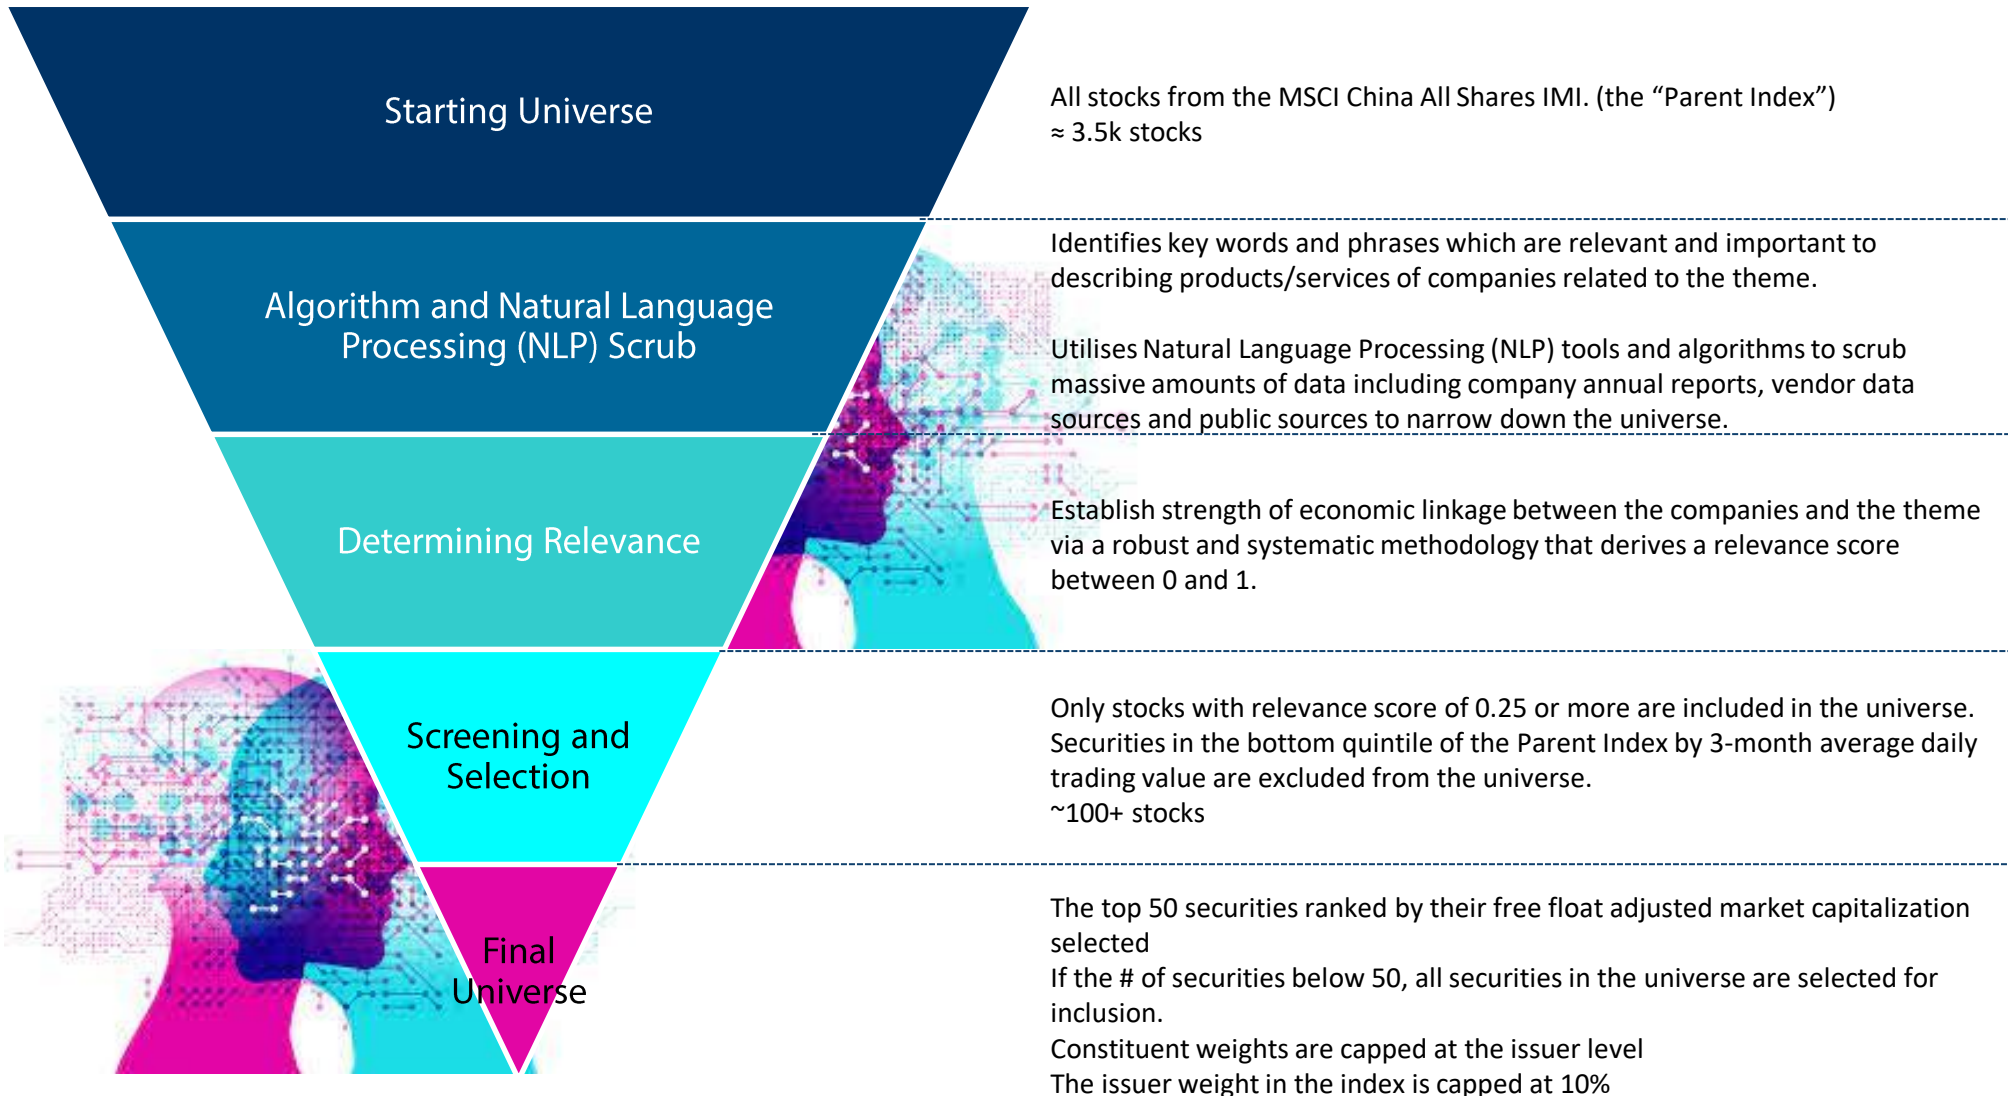 Starting Universe
All stocks from the MSCI China All Shares IMI. (the “Parent Index”)
≈ 3.5k stocks
Algorithm and Natural Language
Processing (NLP) Scrub
Identifies key words and phrases which are relevant and important to
describing products/services of companies related to the theme.
Utilises Natural Language Processing (NLP) tools and algorithms to scrub
massive amounts of data including company annual reports, vendor data
sources and public sources to narrow down the universe.
Determining Relevance
Establish strength of economic linkage between the companies and the theme
via a robust and systematic methodology that derives a relevance score
between 0 and 1.
Screening and
Selection
Only stocks with relevance score of 0.25 or more are included in the universe.
Securities in the bottom quintile of the Parent Index by 3-month average daily
trading value are excluded from the universe.
~100+ stocks
Final
Universe
The top 50 securities ranked by their free float adjusted market capitalization
selected
If the # of securities below 50, all securities in the universe are selected for
inclusion.
Constituent weights are capped at the issuer level
The issuer weight in the index is capped at 10%